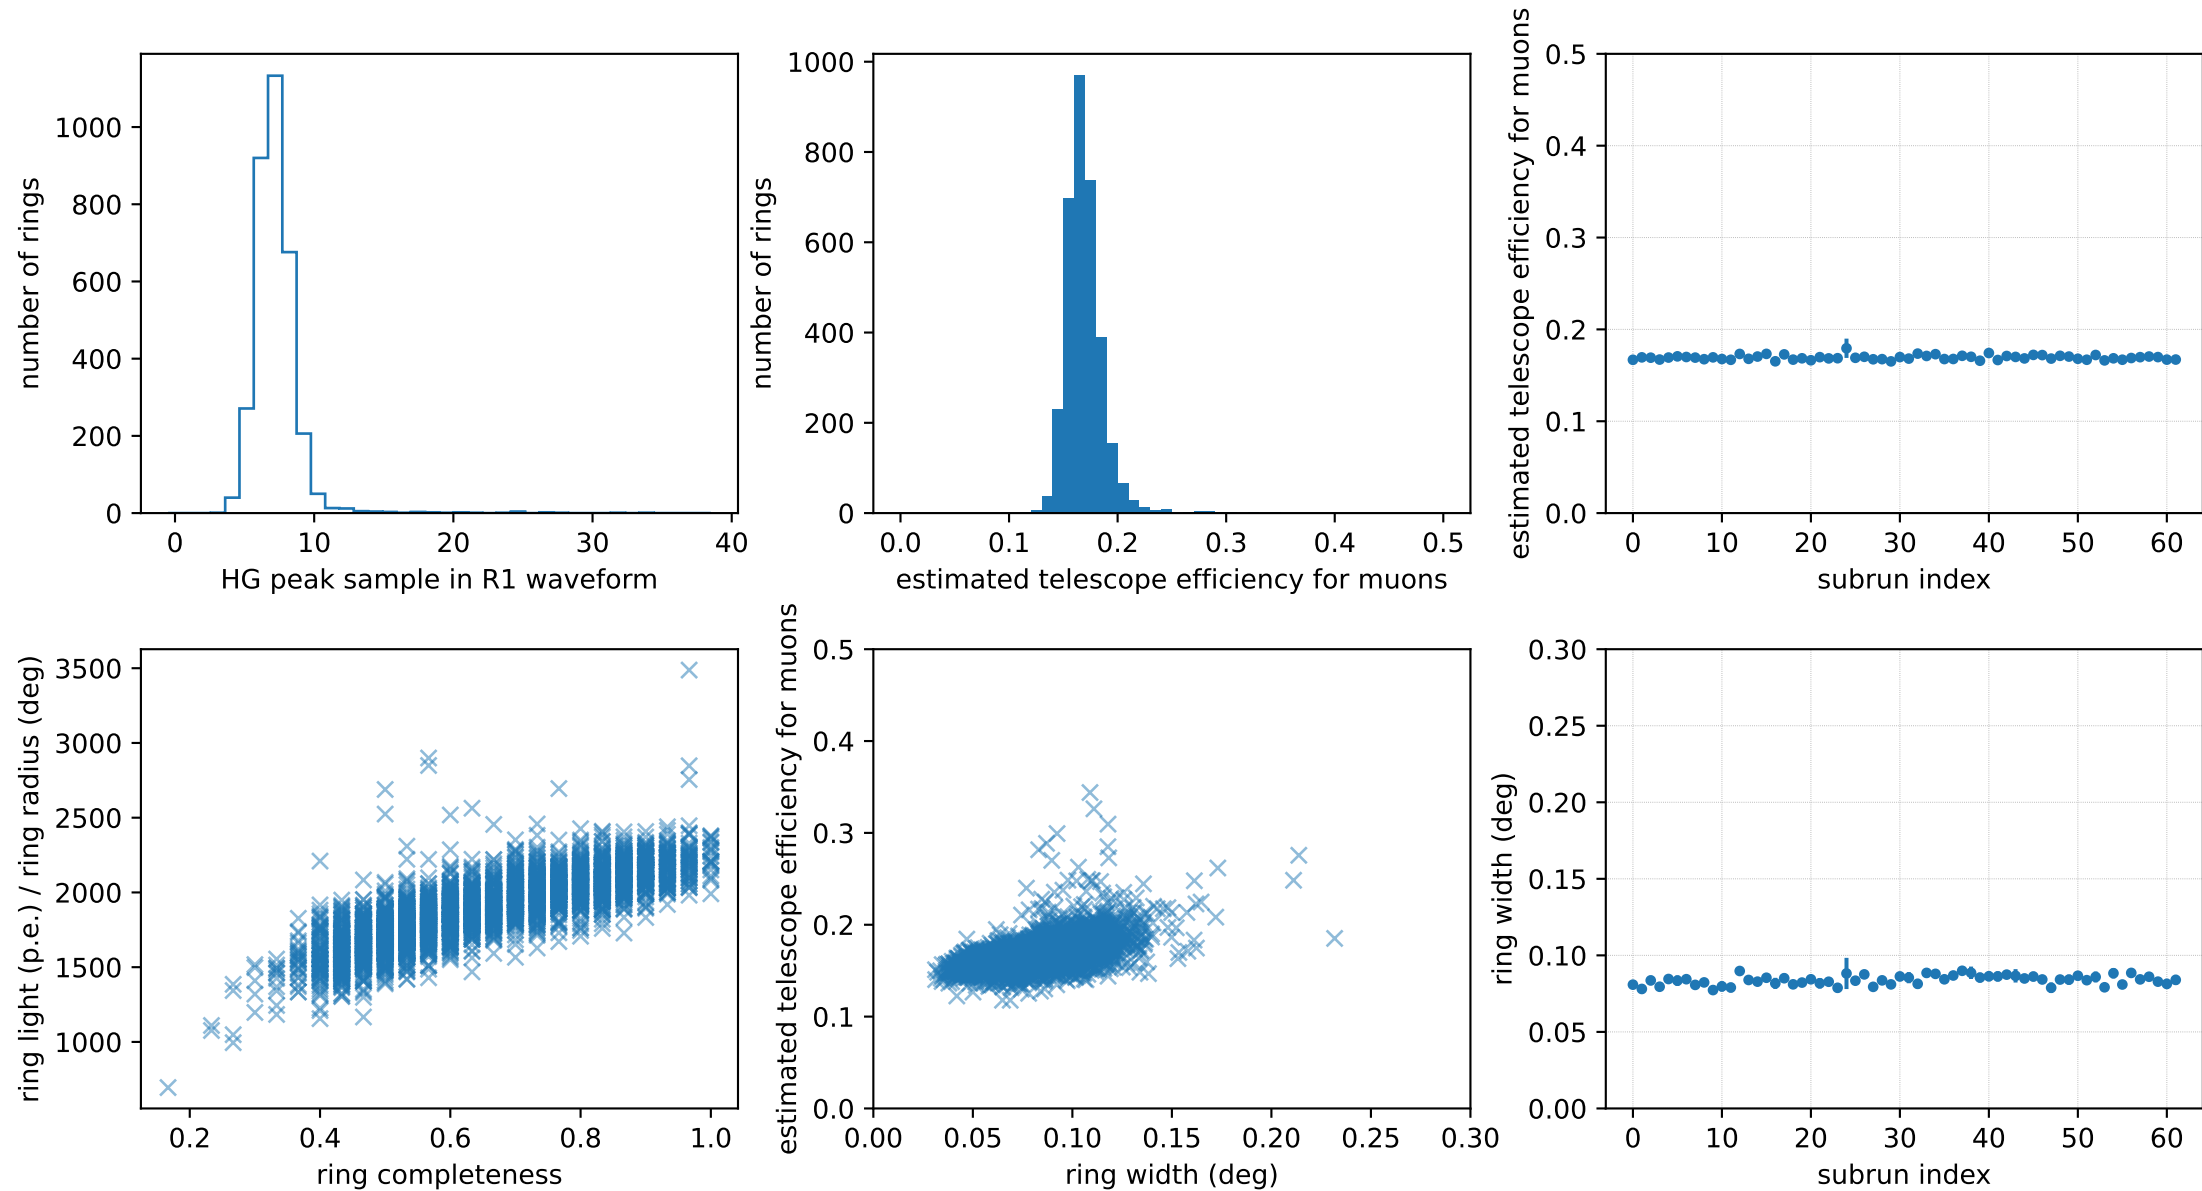 number of rings
1000
800
600
400
200
0
0 10 20 30 40
HG peak sample in R1 waveform
number of rings
1000
800
600
400
200
0
0.0 0.1 0.2 0.3 0.4 0.5
estimated telescope efficiency for muons
estimated telescope efficiency for muons
0.5
0.4
0.3
0.2
0.1
0.0
0 10 20 30 40 50 60
subrun index
ring light (p.e.) / ring radius (deg)
3500
3000
2500
2000
1500
1000
0.2 0.4 0.6 0.8 1.0
ring completeness
estimated telescope efficiency for muons
0.5
0.4
0.3
0.2
0.1
0.0
0.00 0.05 0.10 0.15 0.20 0.25 0.30
ring width (deg)
ring width (deg)
0.30
0.25
0.20
0.15
0.10
0.05
0.00
0 10 20 30 40 50 60
subrun index